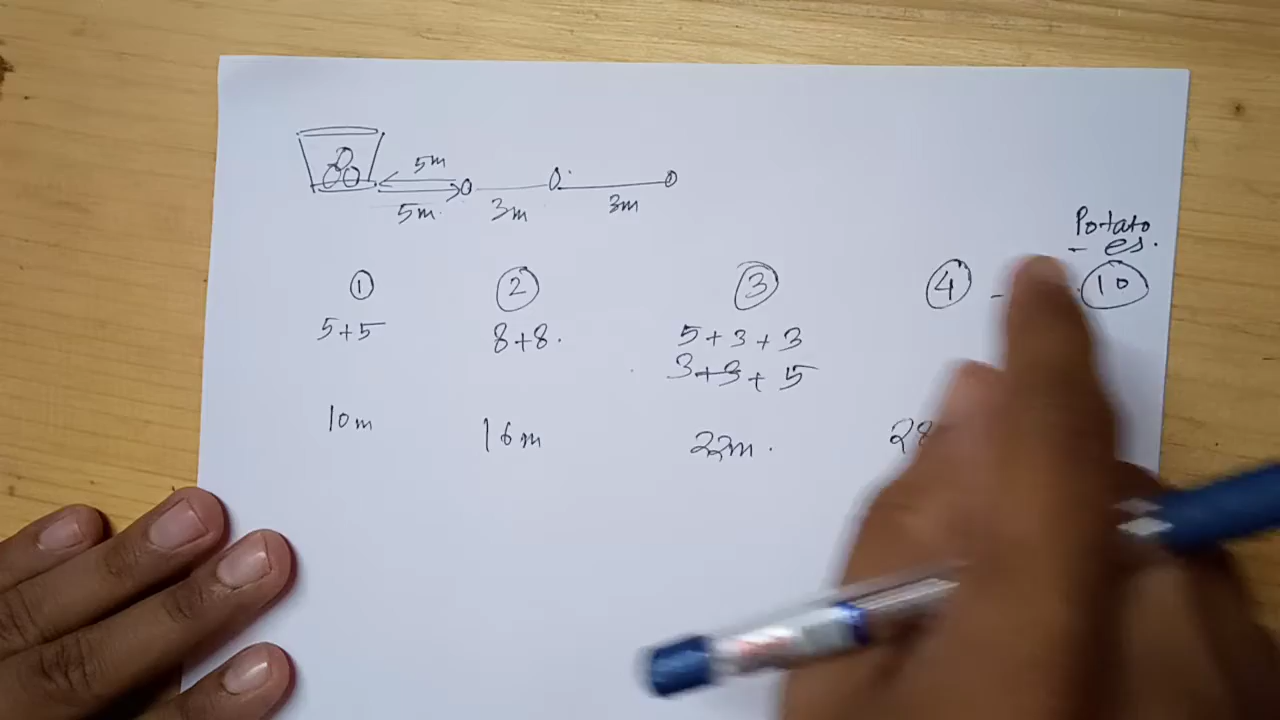 5m
5m.
3m
3m
Potato
- es.
1 2 3 4 - 10
5+5 8+8. 5+3+3
3+3+5
10m 16m 22m. 28